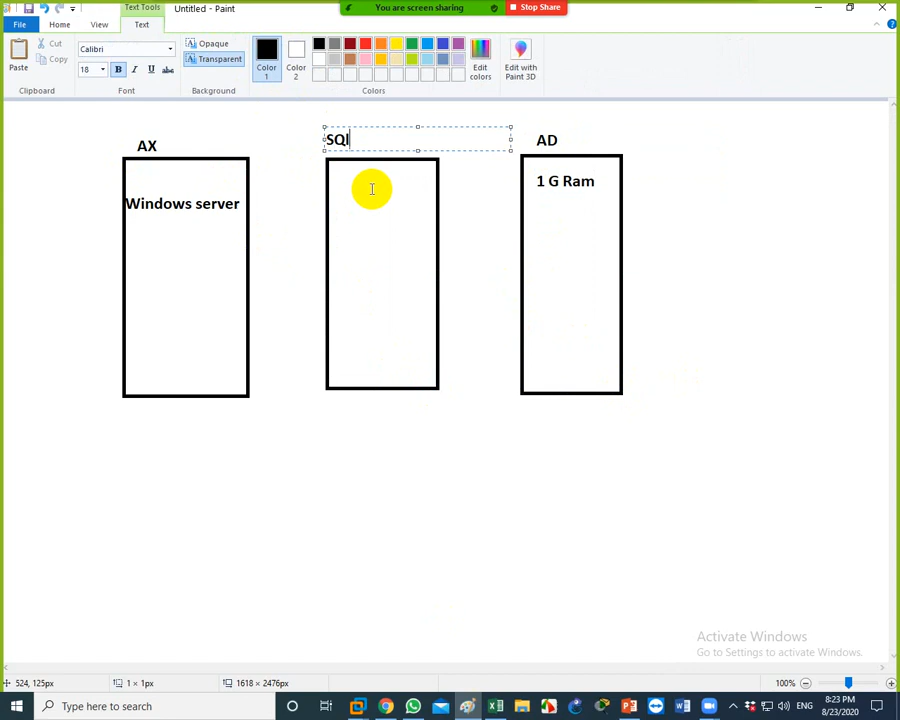 Text Tools
Untitled - Paint
You are screen sharing
Stop Share
File
Home
View
Text
Paste
Cut
Copy
Clipboard
Calibri
18
B
I
U
abc
Font
Opaque
Transparent
Background
Color
1
Color
2
Colors
Edit
colors
Edit with
Paint 3D
AX
SQl
AD
Windows server
1 G Ram
Activate Windows
Go to Settings to activate Windows.
524, 125px
1 × 1px
1618 × 2476px
100%
Type here to search
ENG
8:23 PM
8/23/2020